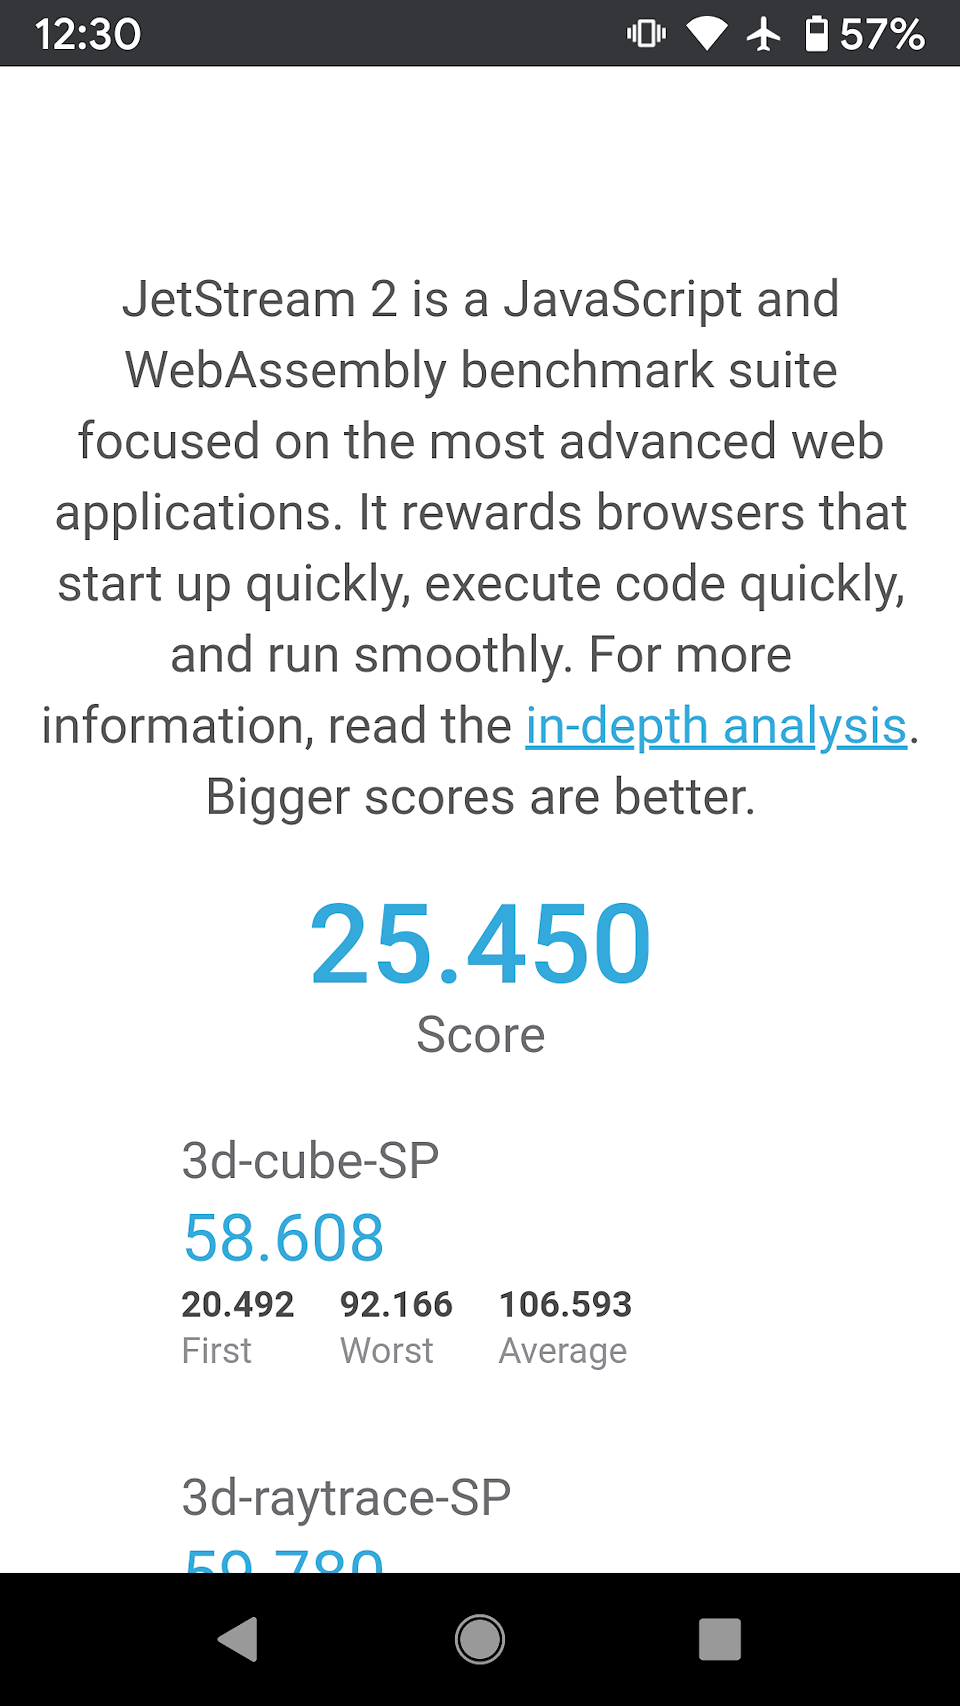 12:30 57%
JetStream 2 is a JavaScript and
WebAssembly benchmark suite
focused on the most advanced web
applications. It rewards browsers that
start up quickly, execute code quickly,
and run smoothly. For more
information, read the in-depth analysis.
Bigger scores are better.
25.450
Score
3d-cube-SP
58.608
20.492 92.166 106.593
First Worst Average
3d-raytrace-SP
59.780